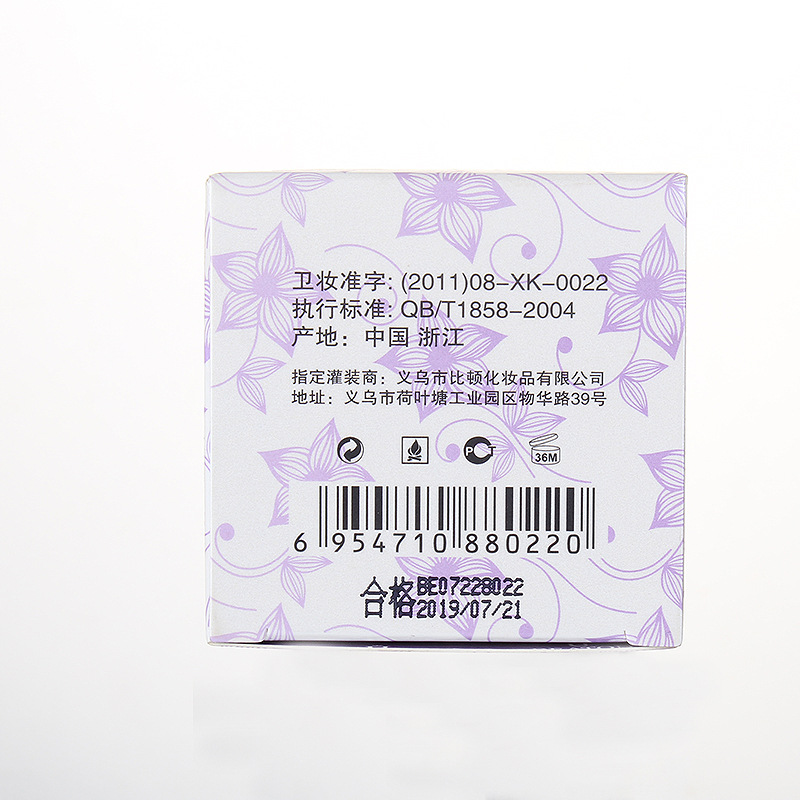 卫妆准字: (2011)08-XK-0022
执行标准: QB/T1858-2004
产地：中国 浙江
指定灌装商：义乌市比顿化妆品有限公司
地址：义乌市荷叶塘工业园区物华路39号
PCT
36M
6 954710 880220
合格 BE07228022
2019/07/21